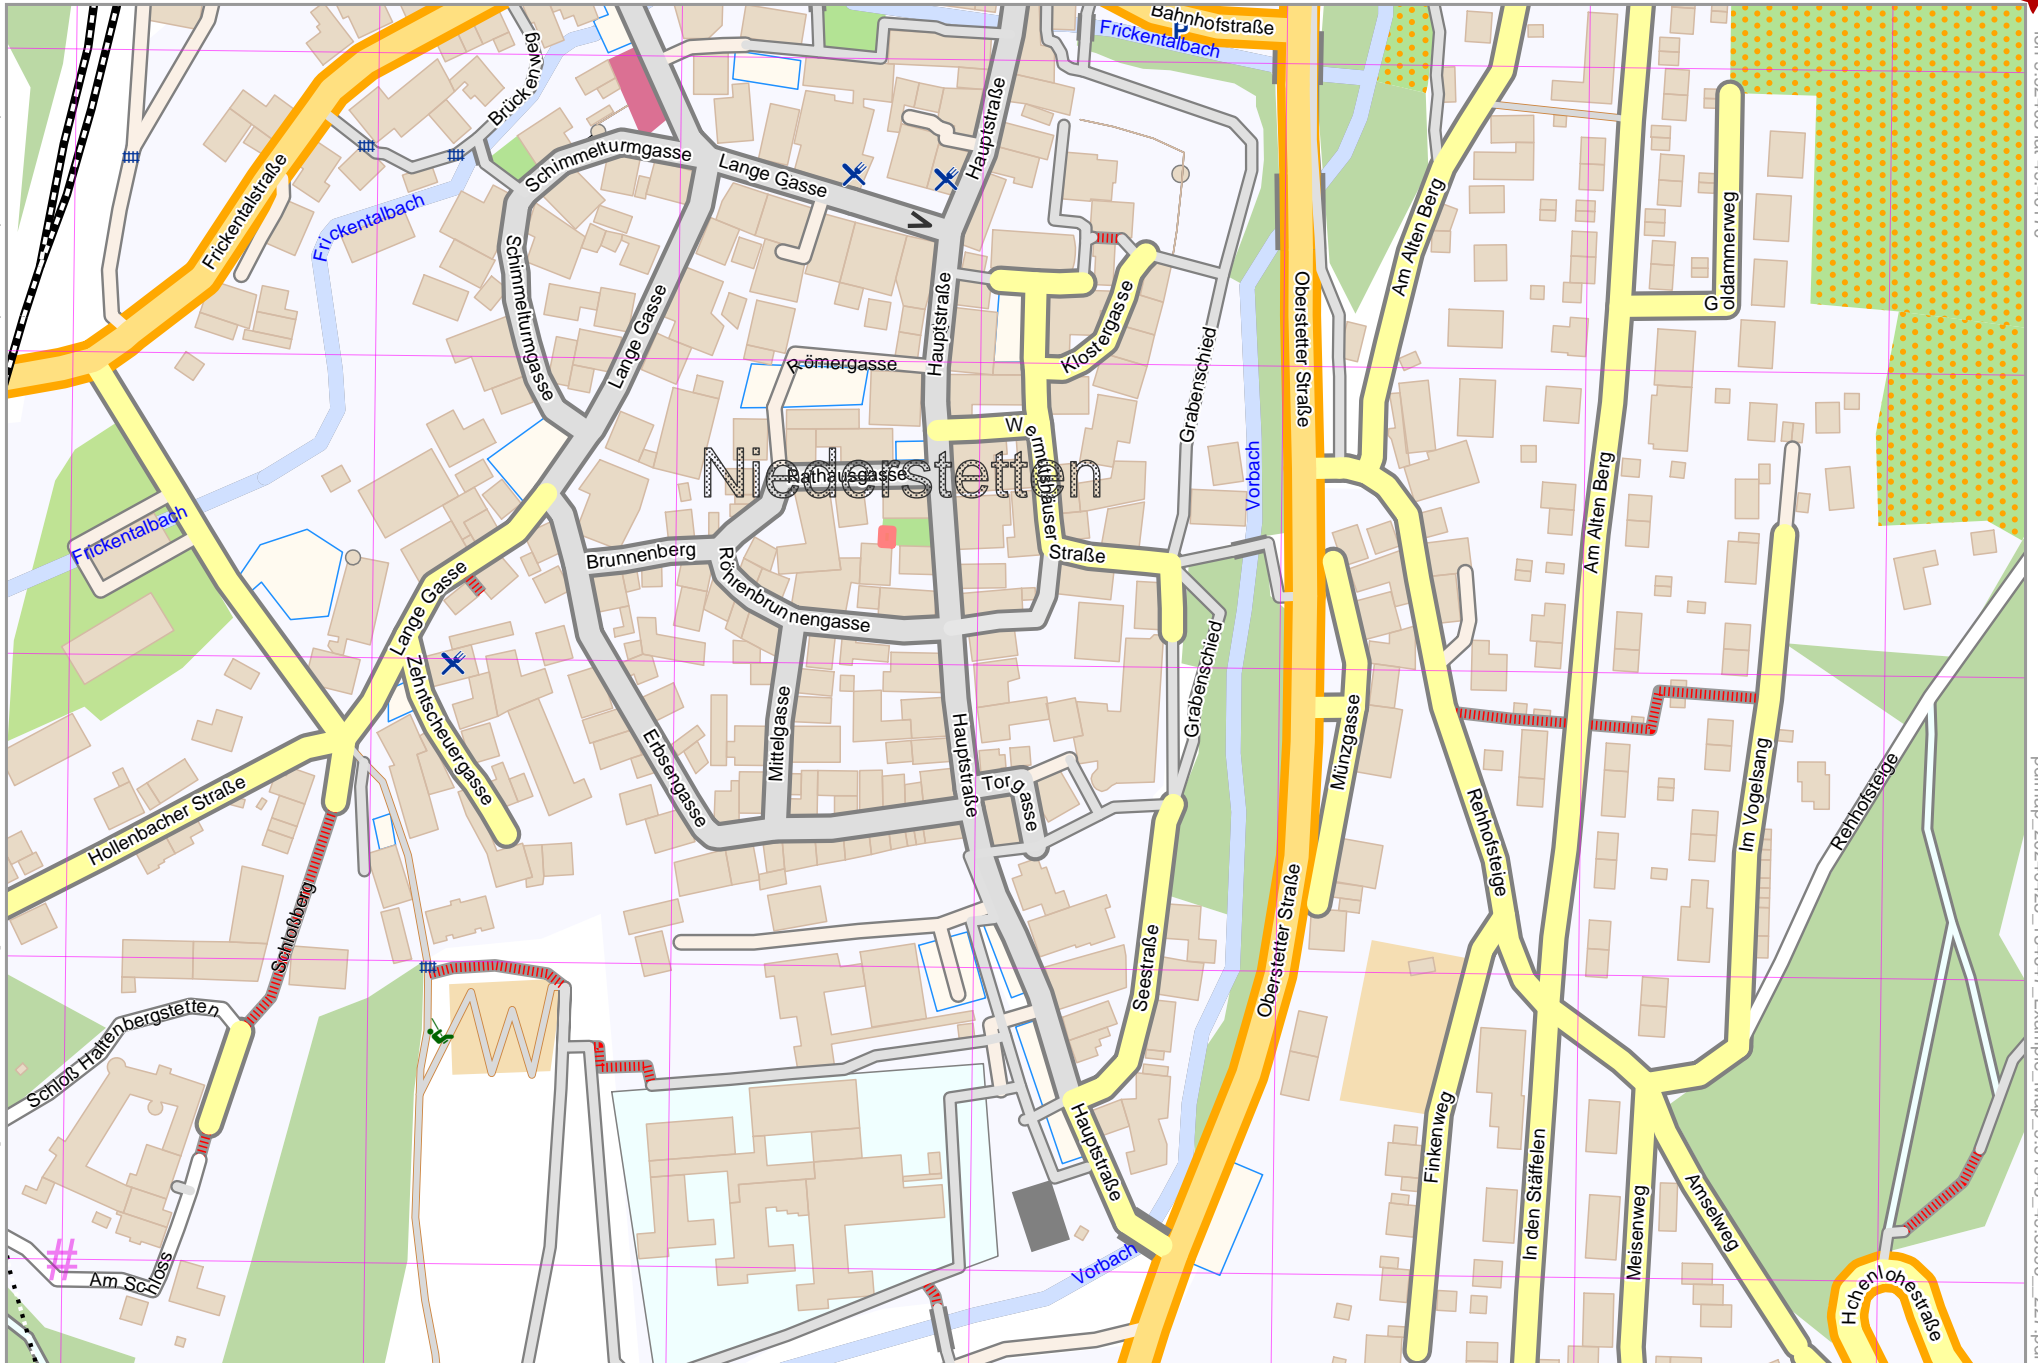 Bahnhofstraße
P
Frickentalbach
Brückenweg
Hauptstraße
Schimmelturmgasse
Lange Gasse
Frickentalstraße
Am Alten Berg
Frickentalbach
Goldammerweg
Schimmelturmgasse
Lange Gasse
Hauptstraße
Klostergasse
Oberstetter Straße
Grabenschied
Römergasse
Wermutshäuser Straße
Niederstetten
Rathausgasse
Vorbach
Am Alten Berg
Frickentalbach
Brunnenberg
Röhrenbrunnengasse
Lange Gasse
Zehntscheuergasse
Grabenschied
Mittelgasse
Erbsengasse
Hauptstraße
Münzgasse
Torgasse
Rehhofsteige
Im Vogelsang
Rehhofsteige
Hollenbacher Straße
Schloßberg
Seestraße
Oberstetter Straße
Schloß Haltenbergstetten
Hauptstraße
Finkenweg
In den Stäffelen
Meisenweg
Amselweg
Vorbach
Am Schloss
Hohenlohestraße